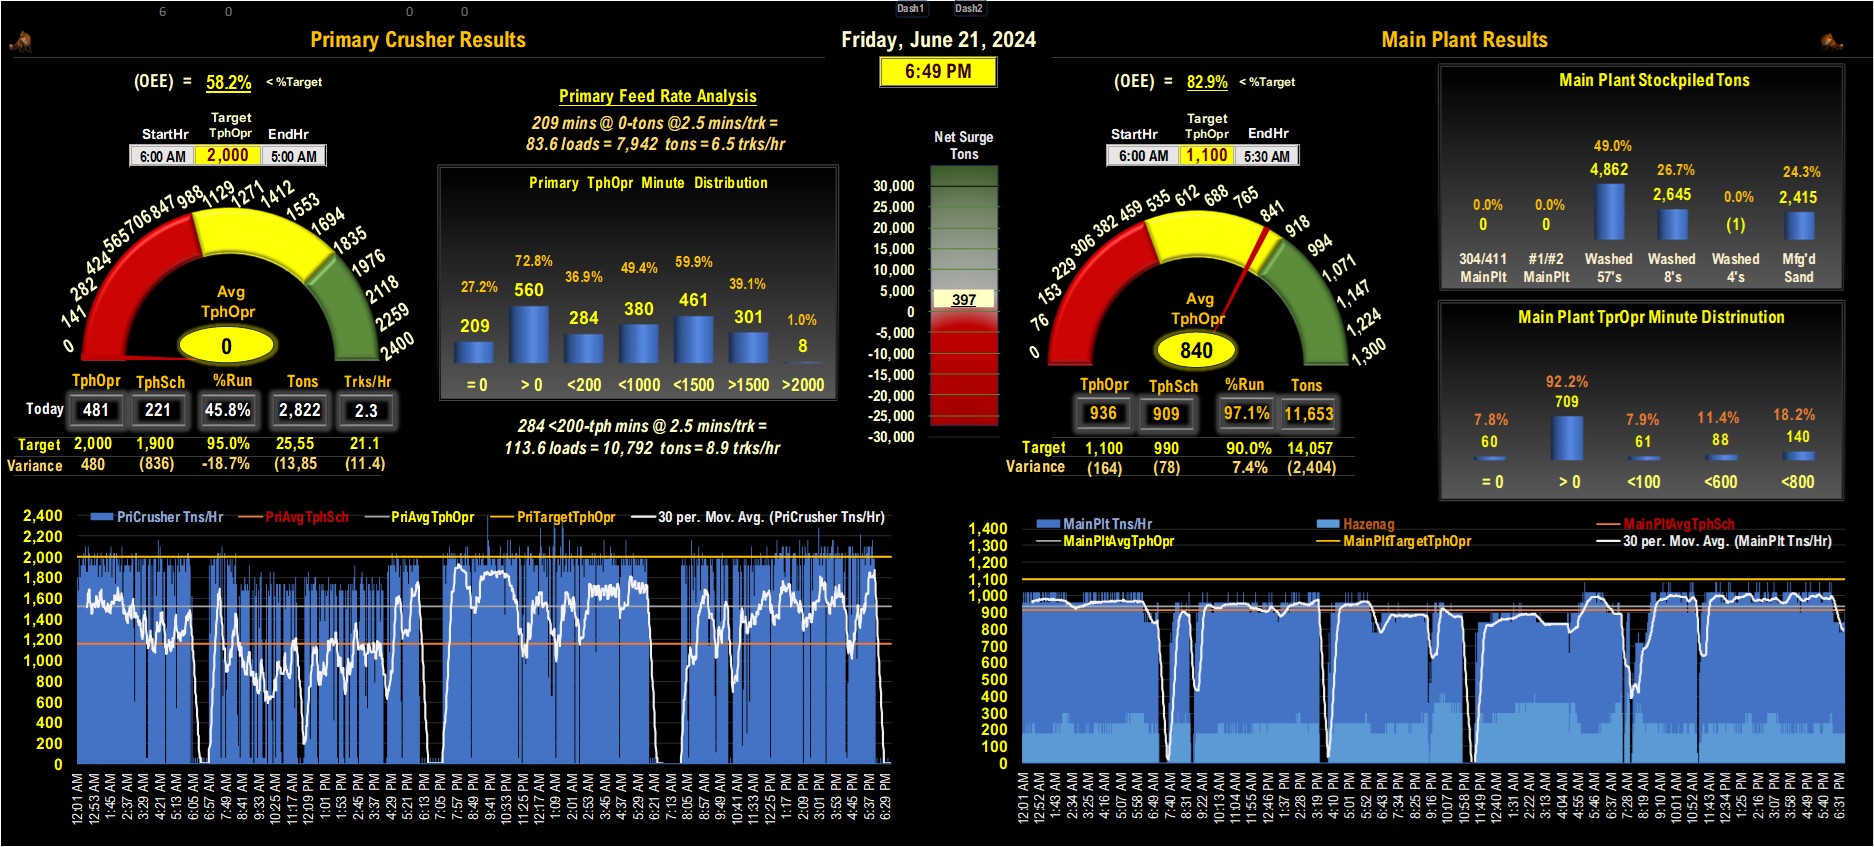 6 0 0 0 Dash1 Dash2
Primary Crusher Results
Friday, June 21, 2024
6:49 PM
Main Plant Results
(OEE) = 58.2% < %Target
StartHr Target TphOpr EndHr
6:00 AM 2,000 5:00 AM
0 141 282 424 565 706 847 988 1129 1271 1412 1553 1694 1835 1976 2118 2259 2400
Avg
TphOpr
0
TphOpr TphSch %Run Tons Trks/Hr
Today 481 221 45.8% 2,822 2.3
Target 2,000 1,900 95.0% 25,55 21.1
Variance 480 (836) -18.7% (13,85 (11.4)
Primary Feed Rate Analysis
209 mins @ 0-tons @2.5 mins/trk =
83.6 loads = 7,942 tons = 6.5 trks/hr
Primary TphOpr Minute Distribution
27.2% 72.8% 36.9% 49.4% 59.9% 39.1% 1.0%
209 560 284 380 461 301 8
= 0 > 0 <200 <1000 <1500 >1500 >2000
284 <200-tph mins @ 2.5 mins/trk =
113.6 loads = 10,792 tons = 8.9 trks/hr
Net Surge
Tons
30,000
25,000
20,000
15,000
10,000
5,000
397
0
-5,000
-10,000
-15,000
-20,000
-25,000
-30,000
(OEE) = 82.9% < %Target
StartHr Target TphOpr EndHr
6:00 AM 1,100 5:30 AM
0 76 153 229 306 382 459 535 612 688 765 841 918 994 1,071 1,147 1,224 1,300
Avg
TphOpr
840
TphOpr TphSch %Run Tons
936 909 97.1% 11,653
Target 1,100 990 90.0% 14,057
Variance (164) (78) 7.4% (2,404)
Main Plant Stockpiled Tons
0.0% 0.0% 49.0% 26.7% 0.0% 24.3%
0 0 4,862 2,645 (1) 2,415
304/411 #1/#2 Washed Washed Washed Mfg'd
MainPlt MainPlt 57's 8's 4's Sand
Main Plant TprOpr Minute Distrinution
7.8% 92.2% 7.9% 11.4% 18.2%
60 709 61 88 140
= 0 > 0 <100 <600 <800
PriCrusher Tns/Hr PriAvgTphSch PriAvgTphOpr PriTargetTphOpr 30 per. Mov. Avg. (PriCrusher Tns/Hr)
2,400
2,200
2,000
1,800
1,600
1,400
1,200
1,000
800
600
400
200
0
12:01 AM 12:53 AM 1:45 AM 2:37 AM 3:29 AM 4:21 AM 5:13 AM 6:05 AM 6:57 AM 7:49 AM 8:41 AM 9:33 AM 10:25 AM 11:17 AM 12:09 PM 1:01 PM 1:53 PM 2:45 PM 3:37 PM 4:29 PM 5:21 PM 6:13 PM 7:05 PM 7:57 PM 8:49 PM 9:41 PM 10:33 PM 11:25 PM 12:17 AM 1:09 AM 2:01 AM 2:53 AM 3:45 AM 4:37 AM 5:29 AM 6:21 AM 7:13 AM 8:05 AM 8:57 AM 9:49 AM 10:41 AM 11:33 AM 12:25 PM 1:17 PM 2:09 PM 3:01 PM 3:53 PM 4:45 PM 5:37 PM 6:29 PM
MainPlt Tns/Hr Hazenag MainPltAvgTphSch
MainPltAvgTphOpr MainPltTargetTphOpr 30 per. Mov. Avg. (MainPlt Tns/Hr)
1,400
1,300
1,200
1,100
1,000
900
800
700
600
500
400
300
200
100
0
12:01 AM 12:52 AM 1:43 AM 2:34 AM 3:25 AM 4:16 AM 5:07 AM 5:58 AM 6:49 AM 7:40 AM 8:31 AM 9:22 AM 10:13 AM 11:04 AM 11:55 AM 12:46 PM 1:37 PM 2:28 PM 3:19 PM 4:10 PM 5:01 PM 5:52 PM 6:43 PM 7:34 PM 8:25 PM 9:16 PM 10:07 PM 10:58 PM 11:49 PM 12:40 AM 1:31 AM 2:22 AM 3:13 AM 4:04 AM 4:55 AM 5:46 AM 6:37 AM 7:28 AM 8:19 AM 9:10 AM 10:01 AM 10:52 AM 11:43 AM 12:34 PM 1:25 PM 2:16 PM 3:07 PM 3:58 PM 4:49 PM 5:40 PM 6:31 PM